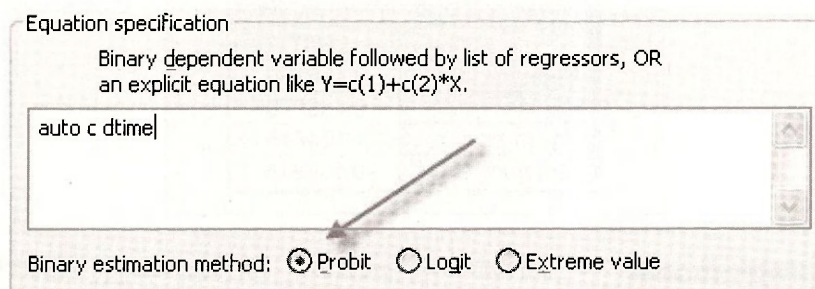 Equation specification
Binary dependent variable followed by list of regressors, OR
an explicit equation like Y=c(1)+c(2)*X.
auto c dtime
Binary estimation method: Probit Logit Extreme value